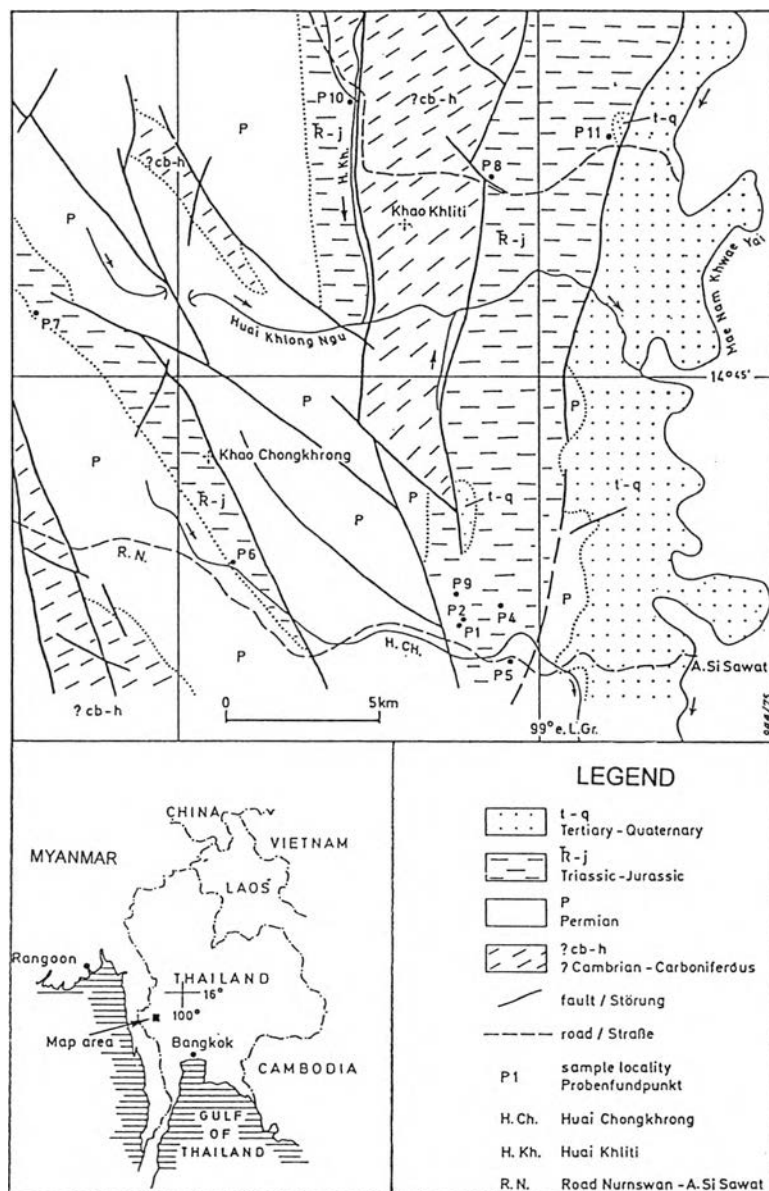 P10
R̄-j
H. Kh.
?cb-h
t-q
P11
P
?cb-h
P8
P
Khao Khliti
R̄-j
Mae Nam Khwae Yai
P7
Huai Khlong Ngu
14°45'
P
P
P
Khao Chongkhrong
R̄-j
P
t-q
t-q
P
R.N.
P6
P
P9
P2
P1
P4
P
H. CH.
P
P5
A. Si Sawat
?cb-h
0 5km
99° e. L. Gr.
CHINA
VIETNAM
MYANMAR
LAOS
Rangoon
THAILAND
16°
100°
Map area
Bangkok
CAMBODIA
GULF
OF
THAILAND
LEGEND
t-q
Tertiary-Quaternary
R̄-j
Triassic-Jurassic
P
Permian
?cb-h
? Cambrian-Carboniferous
fault / Störung
road / Straße
P1 sample locality
Probenfundpunkt
H. Ch. Huai Chongkhrong
H. Kh. Huai Khliti
R. N. Road Nurnswan - A. Si Sawat